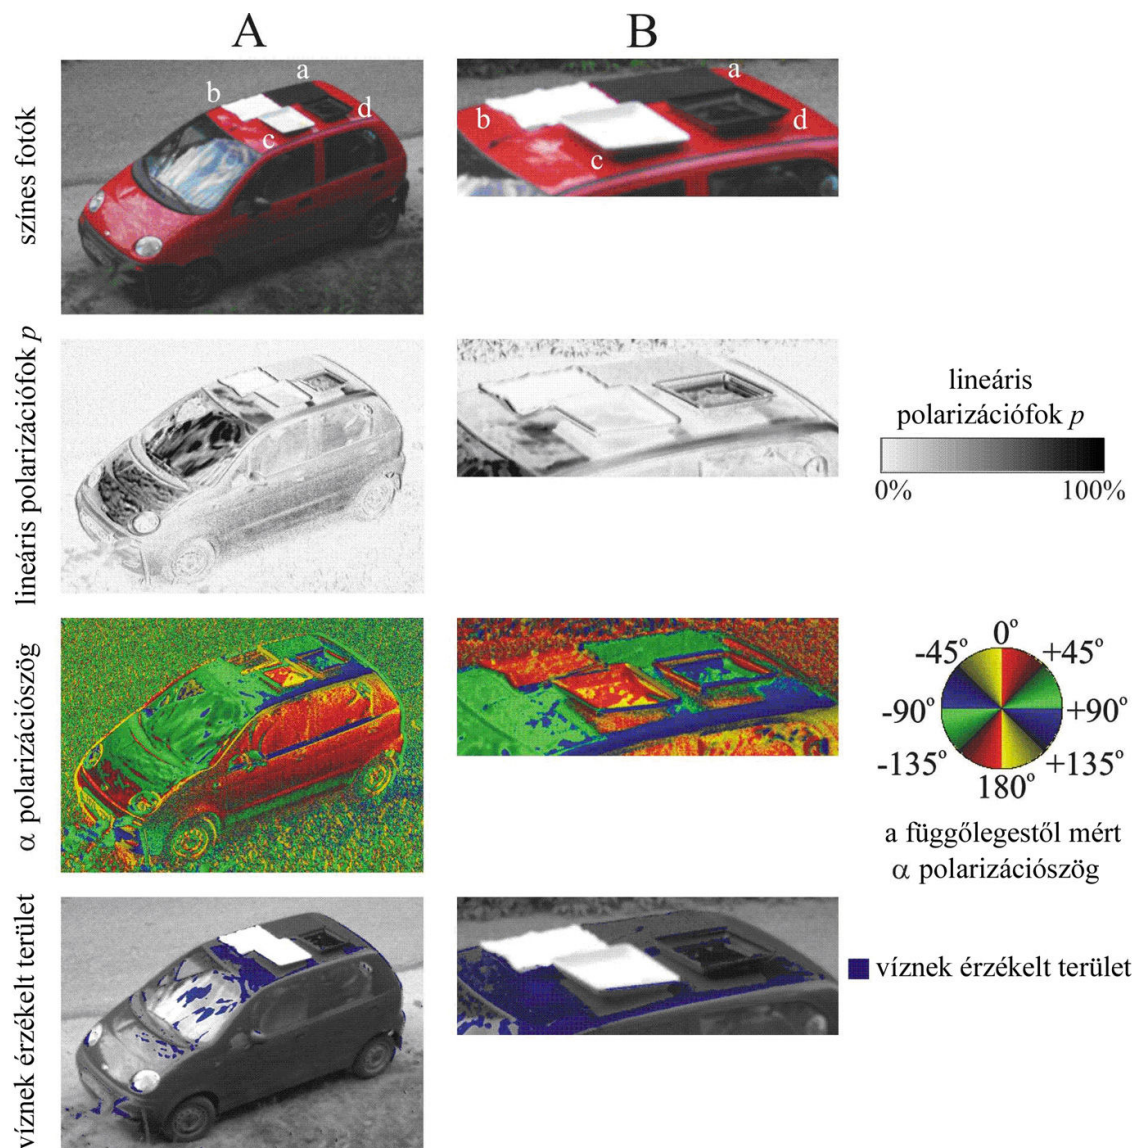 A
B
színes fotók
a
b
c
d
a
b
c
d
lineáris polarizációfok p
lineáris
polarizációfok p
0%
100%
α polarizációszög
0°
-45°
+45°
-90°
+90°
-135°
+135°
180°
a függőlegestől mért
α polarizációszög
víznek érzékelt terület
víznek érzékelt terület